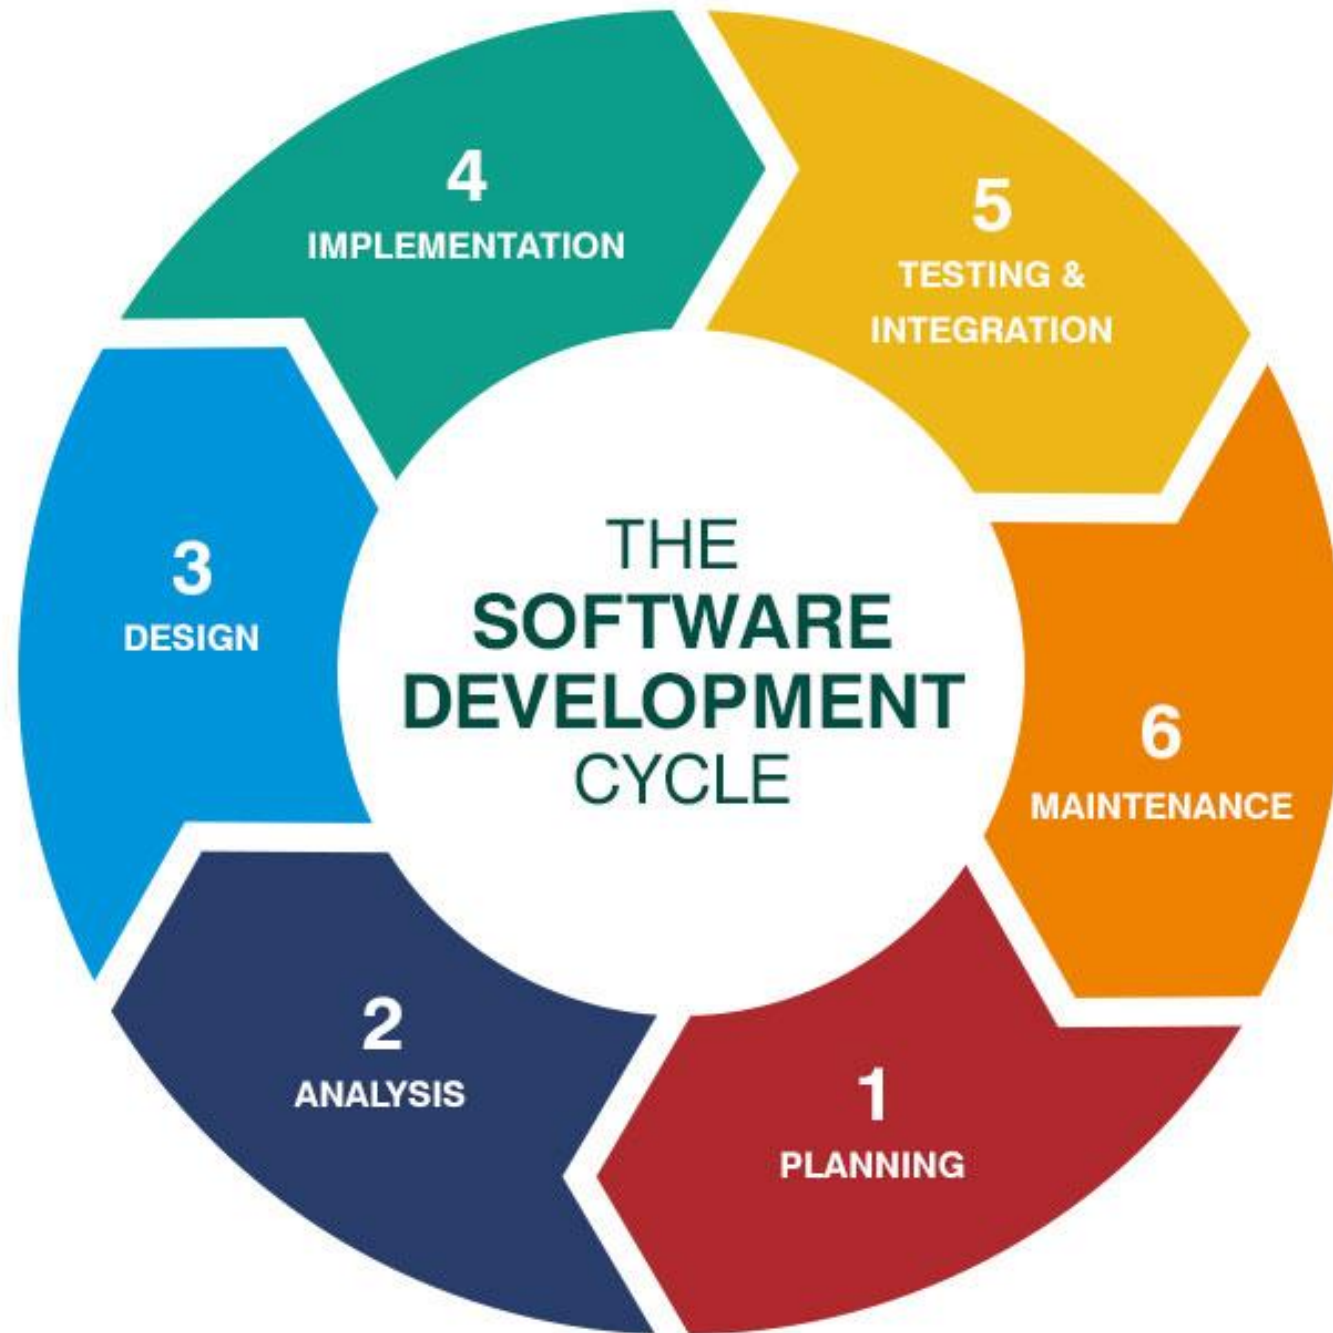 THE
SOFTWARE
DEVELOPMENT
CYCLE
1
PLANNING
2
ANALYSIS
3
DESIGN
4
IMPLEMENTATION
5
TESTING &
INTEGRATION
6
MAINTENANCE